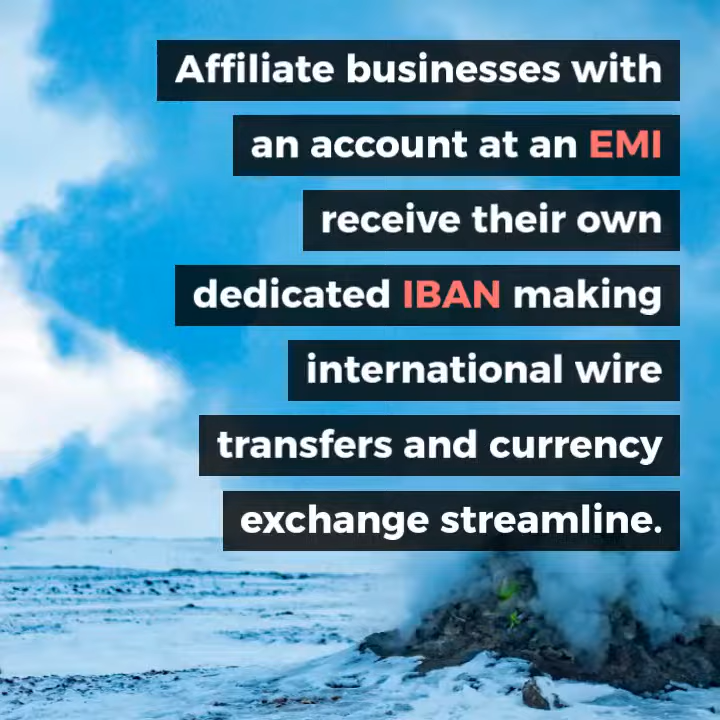 Affiliate businesses with
an account at an EMI
receive their own
dedicated IBAN making
international wire
transfers and currency
exchange streamline.